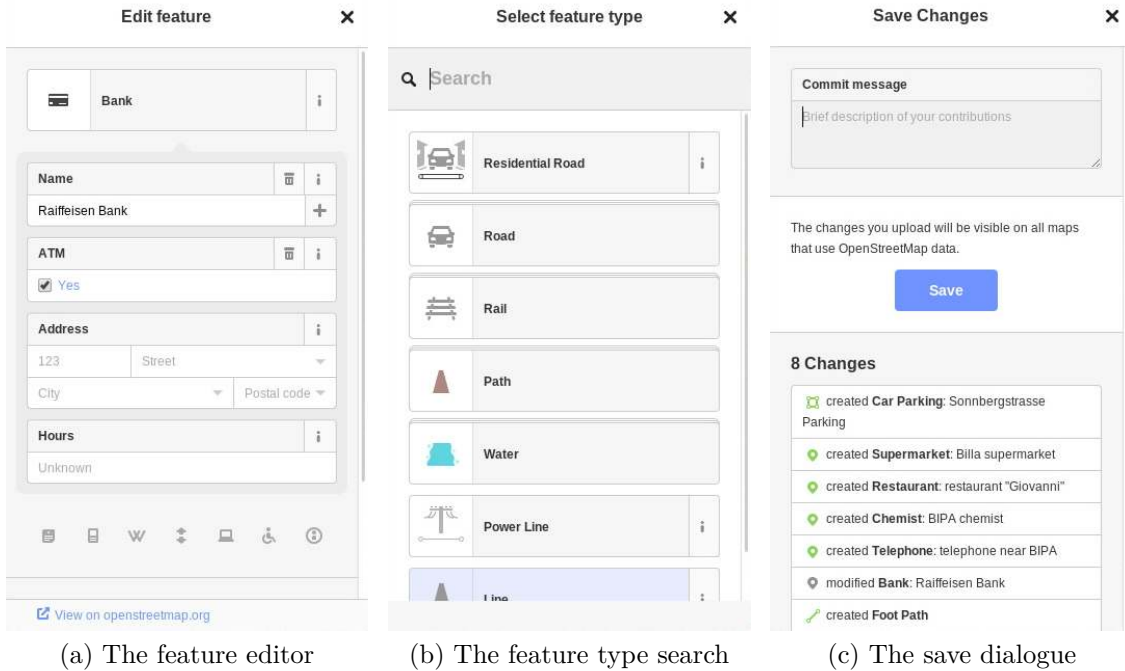 Edit feature
Bank
Name
Raiffeisen Bank
ATM
Yes
Address
123 Street
City Postal code
Hours
Unknown
View on openstreetmap.org
(a) The feature editor
Select feature type
Search
Residential Road
Road
Rail
Path
Water
Power Line
Line
(b) The feature type search
Save Changes
Commit message
Brief description of your contributions
The changes you upload will be visible on all maps
that use OpenStreetMap data.
Save
8 Changes
created Car Parking: Sonnbergstrasse
Parking
created Supermarket: Billa supermarket
created Restaurant: restaurant "Giovanni"
created Chemist: BIPA chemist
created Telephone: telephone near BIPA
modified Bank: Raiffeisen Bank
created Foot Path
(c) The save dialogue